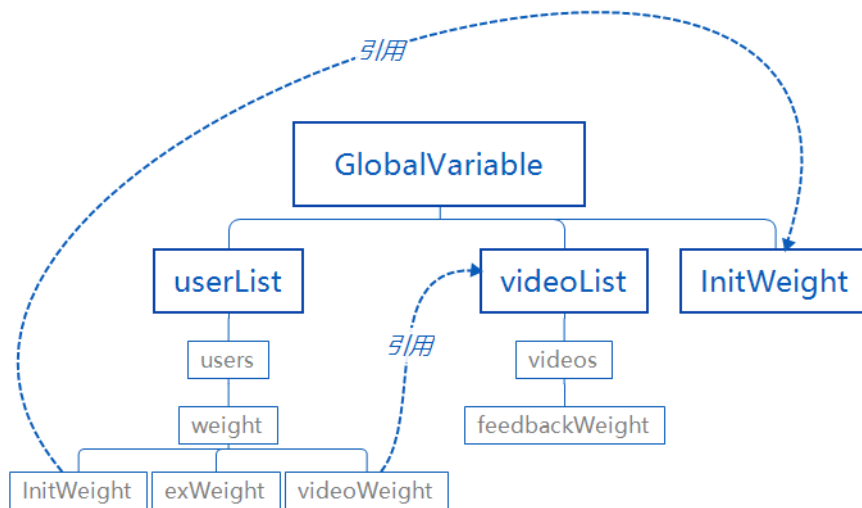 引用
GlobalVariable
userList
videoList
InitWeight
引用
users
videos
weight
feedbackWeight
InitWeight
exWeight
videoWeight